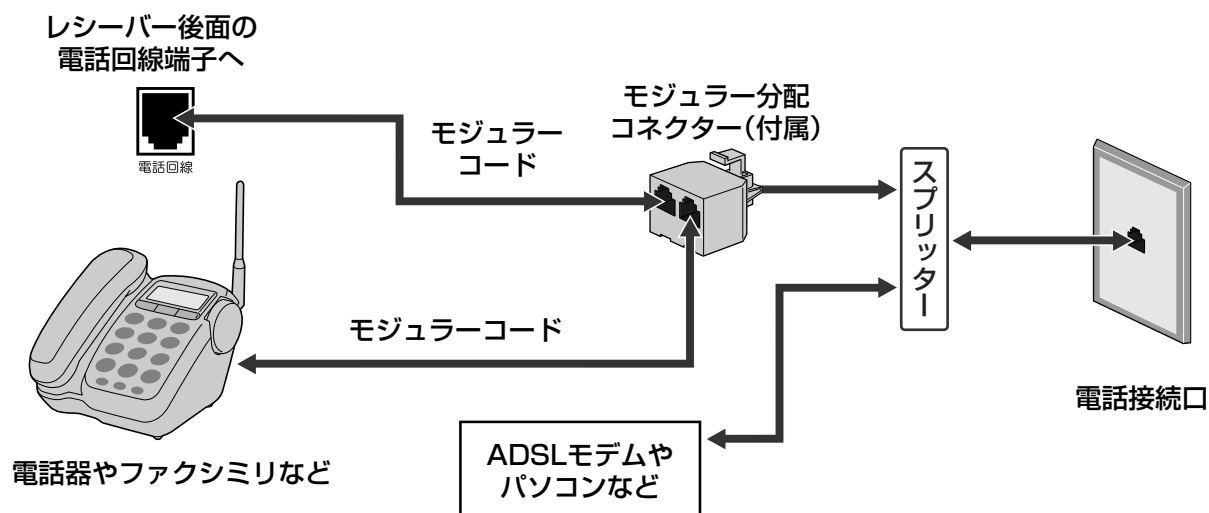 レシーバー後面の
電話回線端子へ
電話回線
モジュラー
コード
モジュラー分配
コネクター(付属)
スプリッター
モジュラーコード
電話接続口
電話器やファクシミリなど
ADSLモデムや
パソコンなど